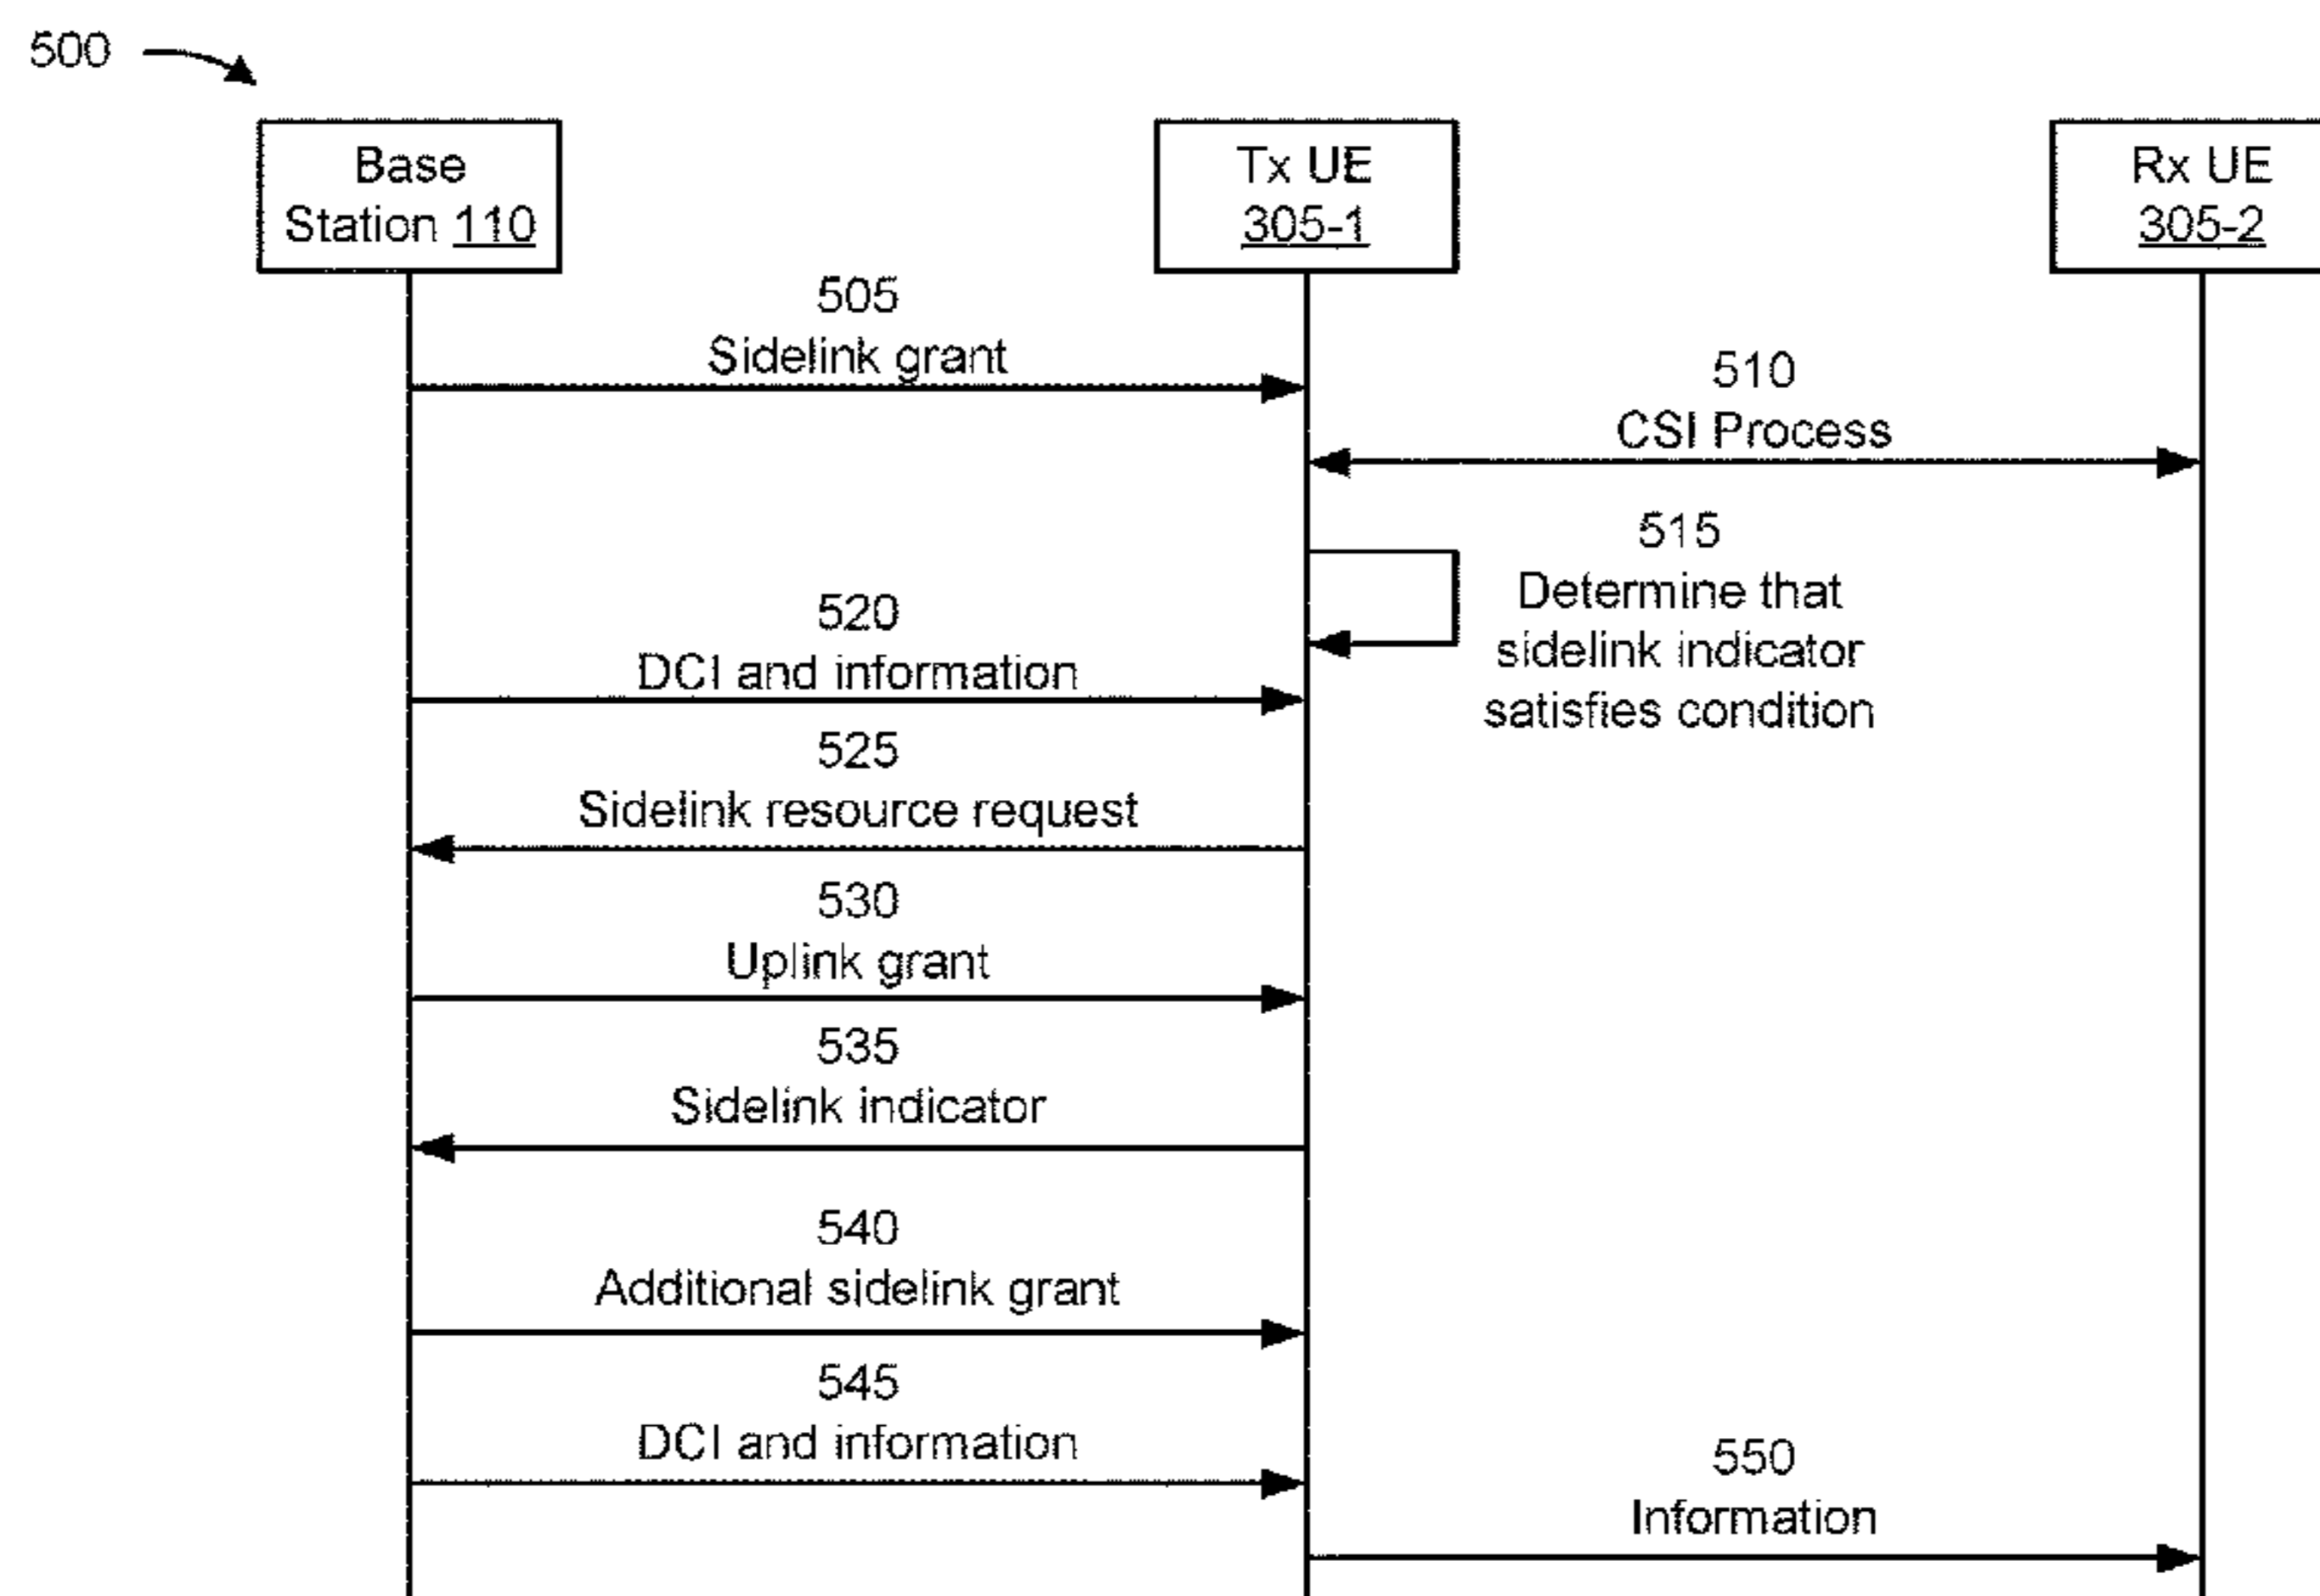 500
Base
Station 110
Tx UE
305-1
Rx UE
305-2
505
Sidelink grant
510
CSI Process
515
Determine that
sidelink indicator
satisfies condition
520
DCI and information
525
Sidelink resource request
530
Uplink grant
535
Sidelink indicator
540
Additional sidelink grant
545
DCI and information
550
Information